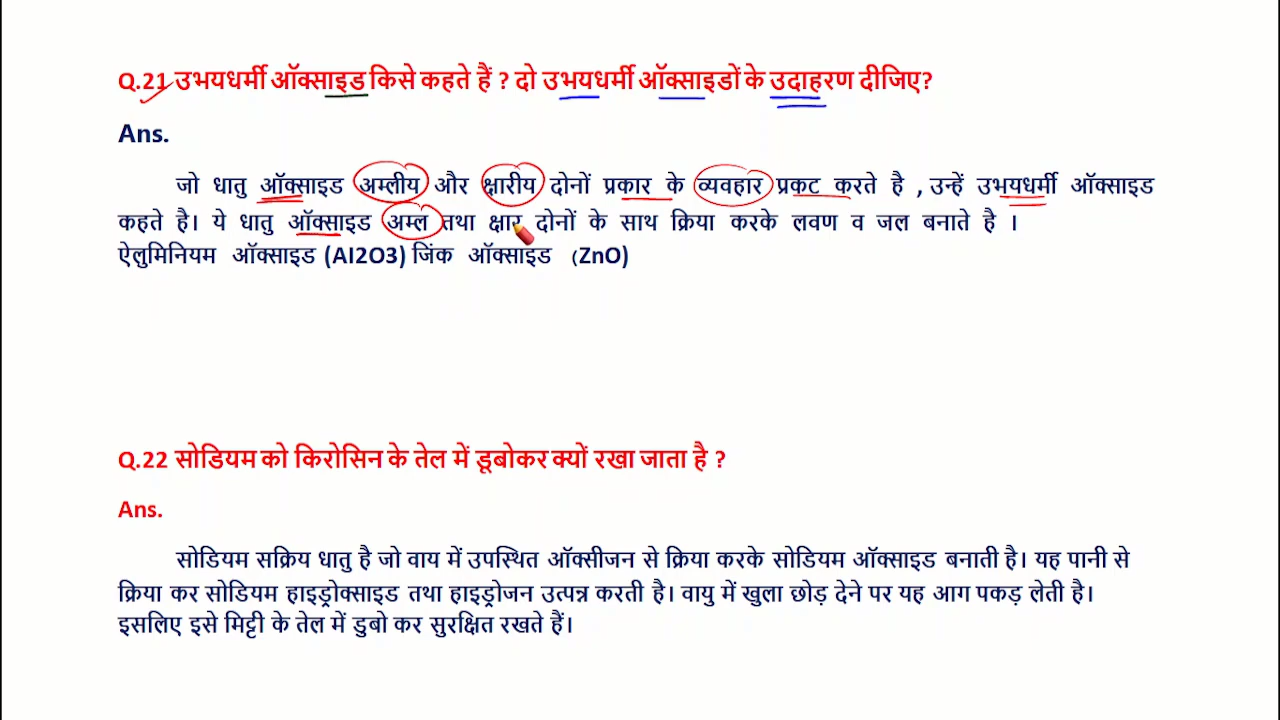 Q.21 उभयधर्मी ऑक्साइड किसे कहते हैं ? दो उभयधर्मी ऑक्साइडों के उदाहरण दीजिए?
Ans.
जो धातु ऑक्साइड अम्लीय और क्षारीय दोनों प्रकार के व्यवहार प्रकट करते है , उन्हें उभयधर्मी ऑक्साइड
कहते है। ये धातु ऑक्साइड अम्ल तथा क्षार दोनों के साथ क्रिया करके लवण व जल बनाते है ।
ऐलुमिनियम ऑक्साइड (Al2O3) जिंक ऑक्साइड (ZnO)
Q.22 सोडियम को किरोसिन के तेल में डूबोकर क्यों रखा जाता है ?
Ans.
सोडियम सक्रिय धातु है जो वाय में उपस्थित ऑक्सीजन से क्रिया करके सोडियम ऑक्साइड बनाती है। यह पानी से
क्रिया कर सोडियम हाइड्रोक्साइड तथा हाइड्रोजन उत्पन्न करती है। वायु में खुला छोड़ देने पर यह आग पकड़ लेती है।
इसलिए इसे मिट्टी के तेल में डुबो कर सुरक्षित रखते हैं।